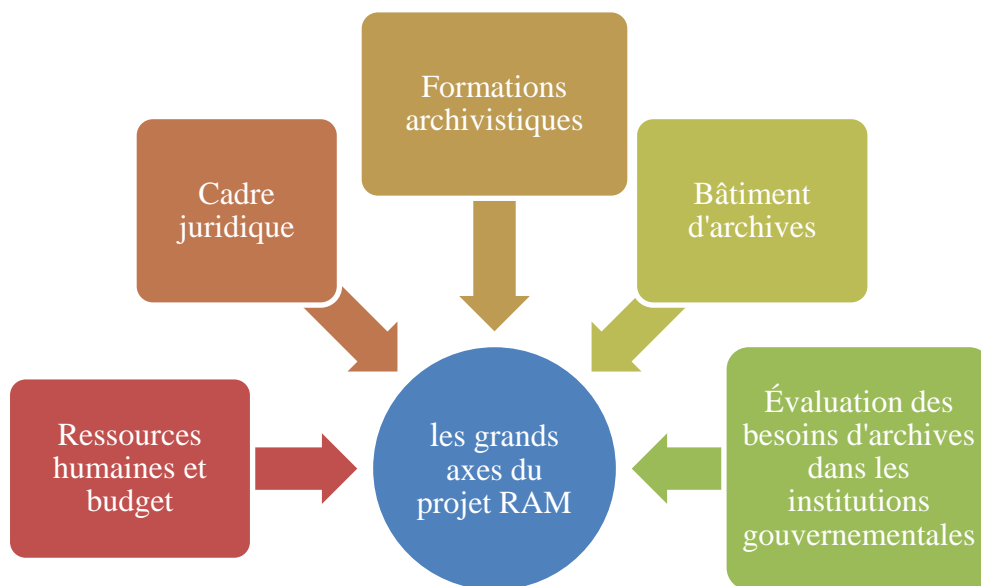 Formations
archivistiques
Cadre
juridique
Bâtiment
d'archives
Ressources
humaines et
budget
les grands
axes du
projet RAM
Évaluation des
besoins d'archives
dans les
institutions
gouvernementales